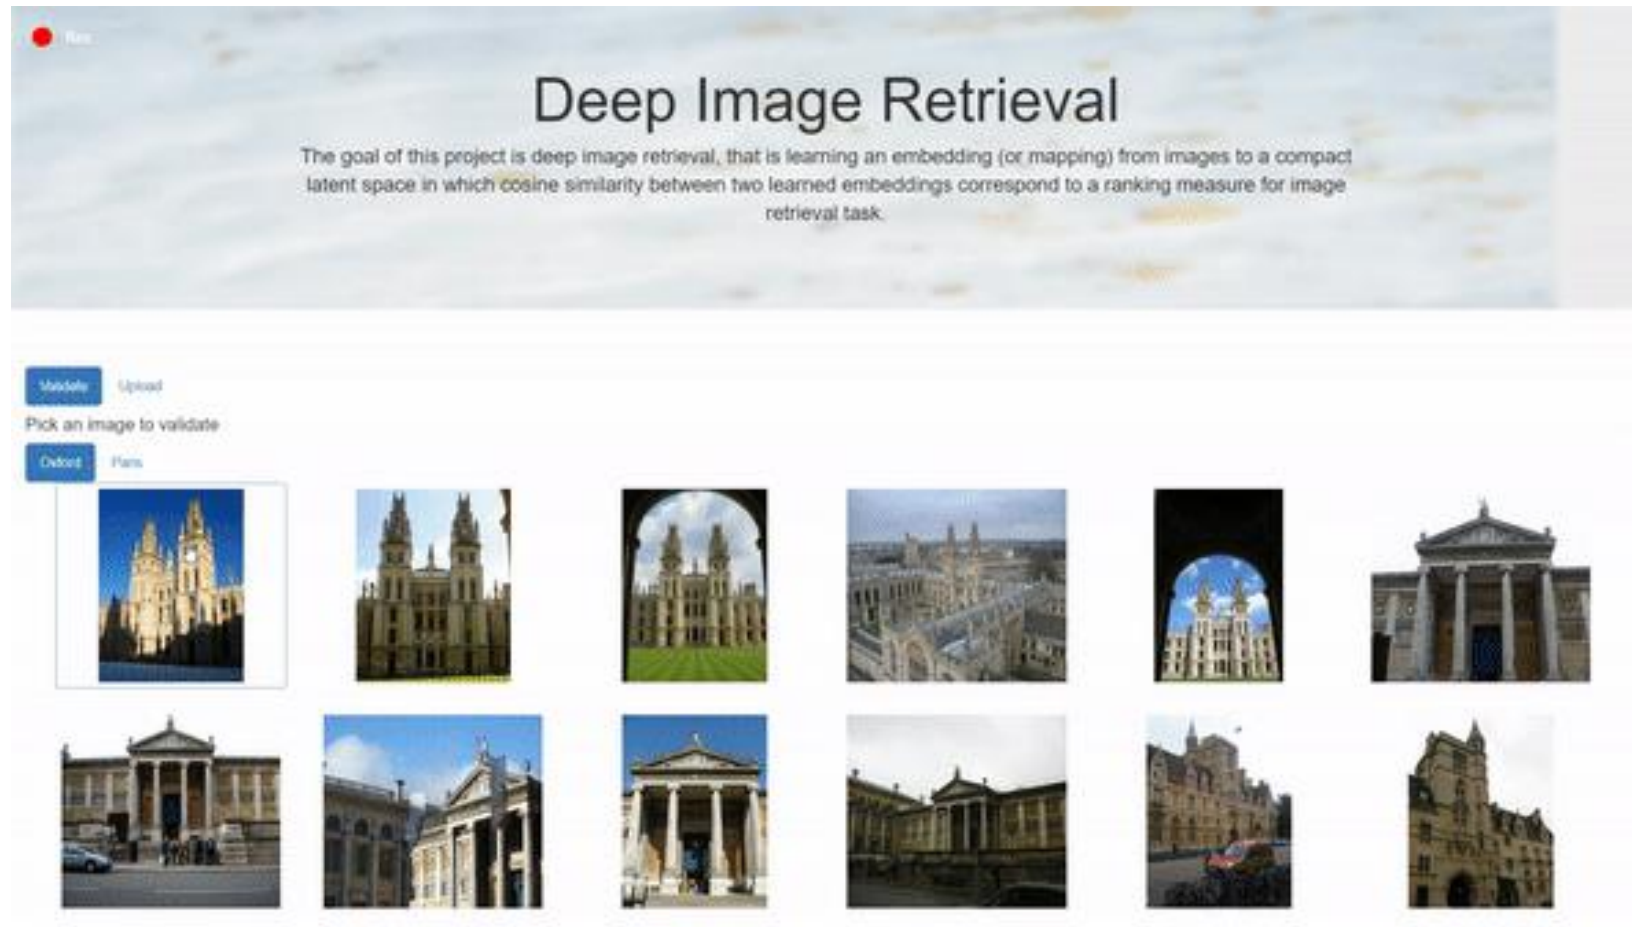 Rec
Deep Image Retrieval
The goal of this project is deep image retrieval, that is learning an embedding (or mapping) from images to a compact
latent space in which cosine similarity between two learned embeddings correspond to a ranking measure for image
retrieval task.
Validate Upload
Pick an image to validate
Oxford Paris